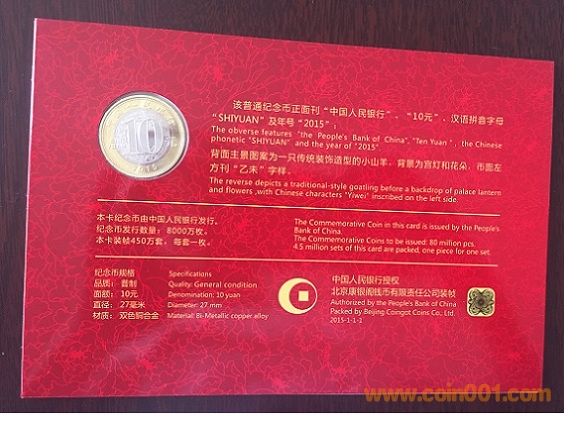 该普通纪念币正面刊“中国人民银行”、“10元”、汉语拼音字母
“SHIYUAN”及年号“2015”；
The obverse features "the People's Bank of China", "Ten Yuan", the Chinese
phonetic "SHIYUAN" and the year of "2015"
背面主景图案为一只传统装饰造型的小山羊，背景为宫灯和花朵，币面左
方刊“乙未”字样。
The reverse depicts a traditional-style goatling before a backdrop of palace lantern
and flowers ,with Chinese characters "Yiwei" inscribed on the left side.
10
元
2015
本卡纪念币由中国人民银行发行。
纪念币发行数量：8000万枚。
本卡装帧450万套，每套一枚。
The Commemorative Coin in this card is issued by the People's
Bank of China.
The Commemorative Coins to be issued: 80 million pcs.
4.5 million sets of this card are packed, one piece for one set.
纪念币规格 Specifications
品质：普制 Quality: General condition
面额：10元 Denomination: 10 yuan
直径：27毫米 Diameter: 27 mm
材质：双色铜合金 Material: Bi-Metallic copper alloy
中国人民银行授权
北京康银阁钱币有限责任公司装帧
Authorized by the People's Bank of China
Packed by Beijing Coingot Coins Co., Ltd.
2015-1-1-1
www.coin001.com